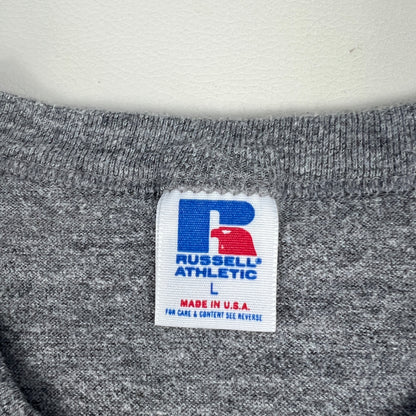 R
RUSSELL®
ATHLETIC
L
MADE IN U.S.A.
FOR CARE & CONTENT SEE REVERSE